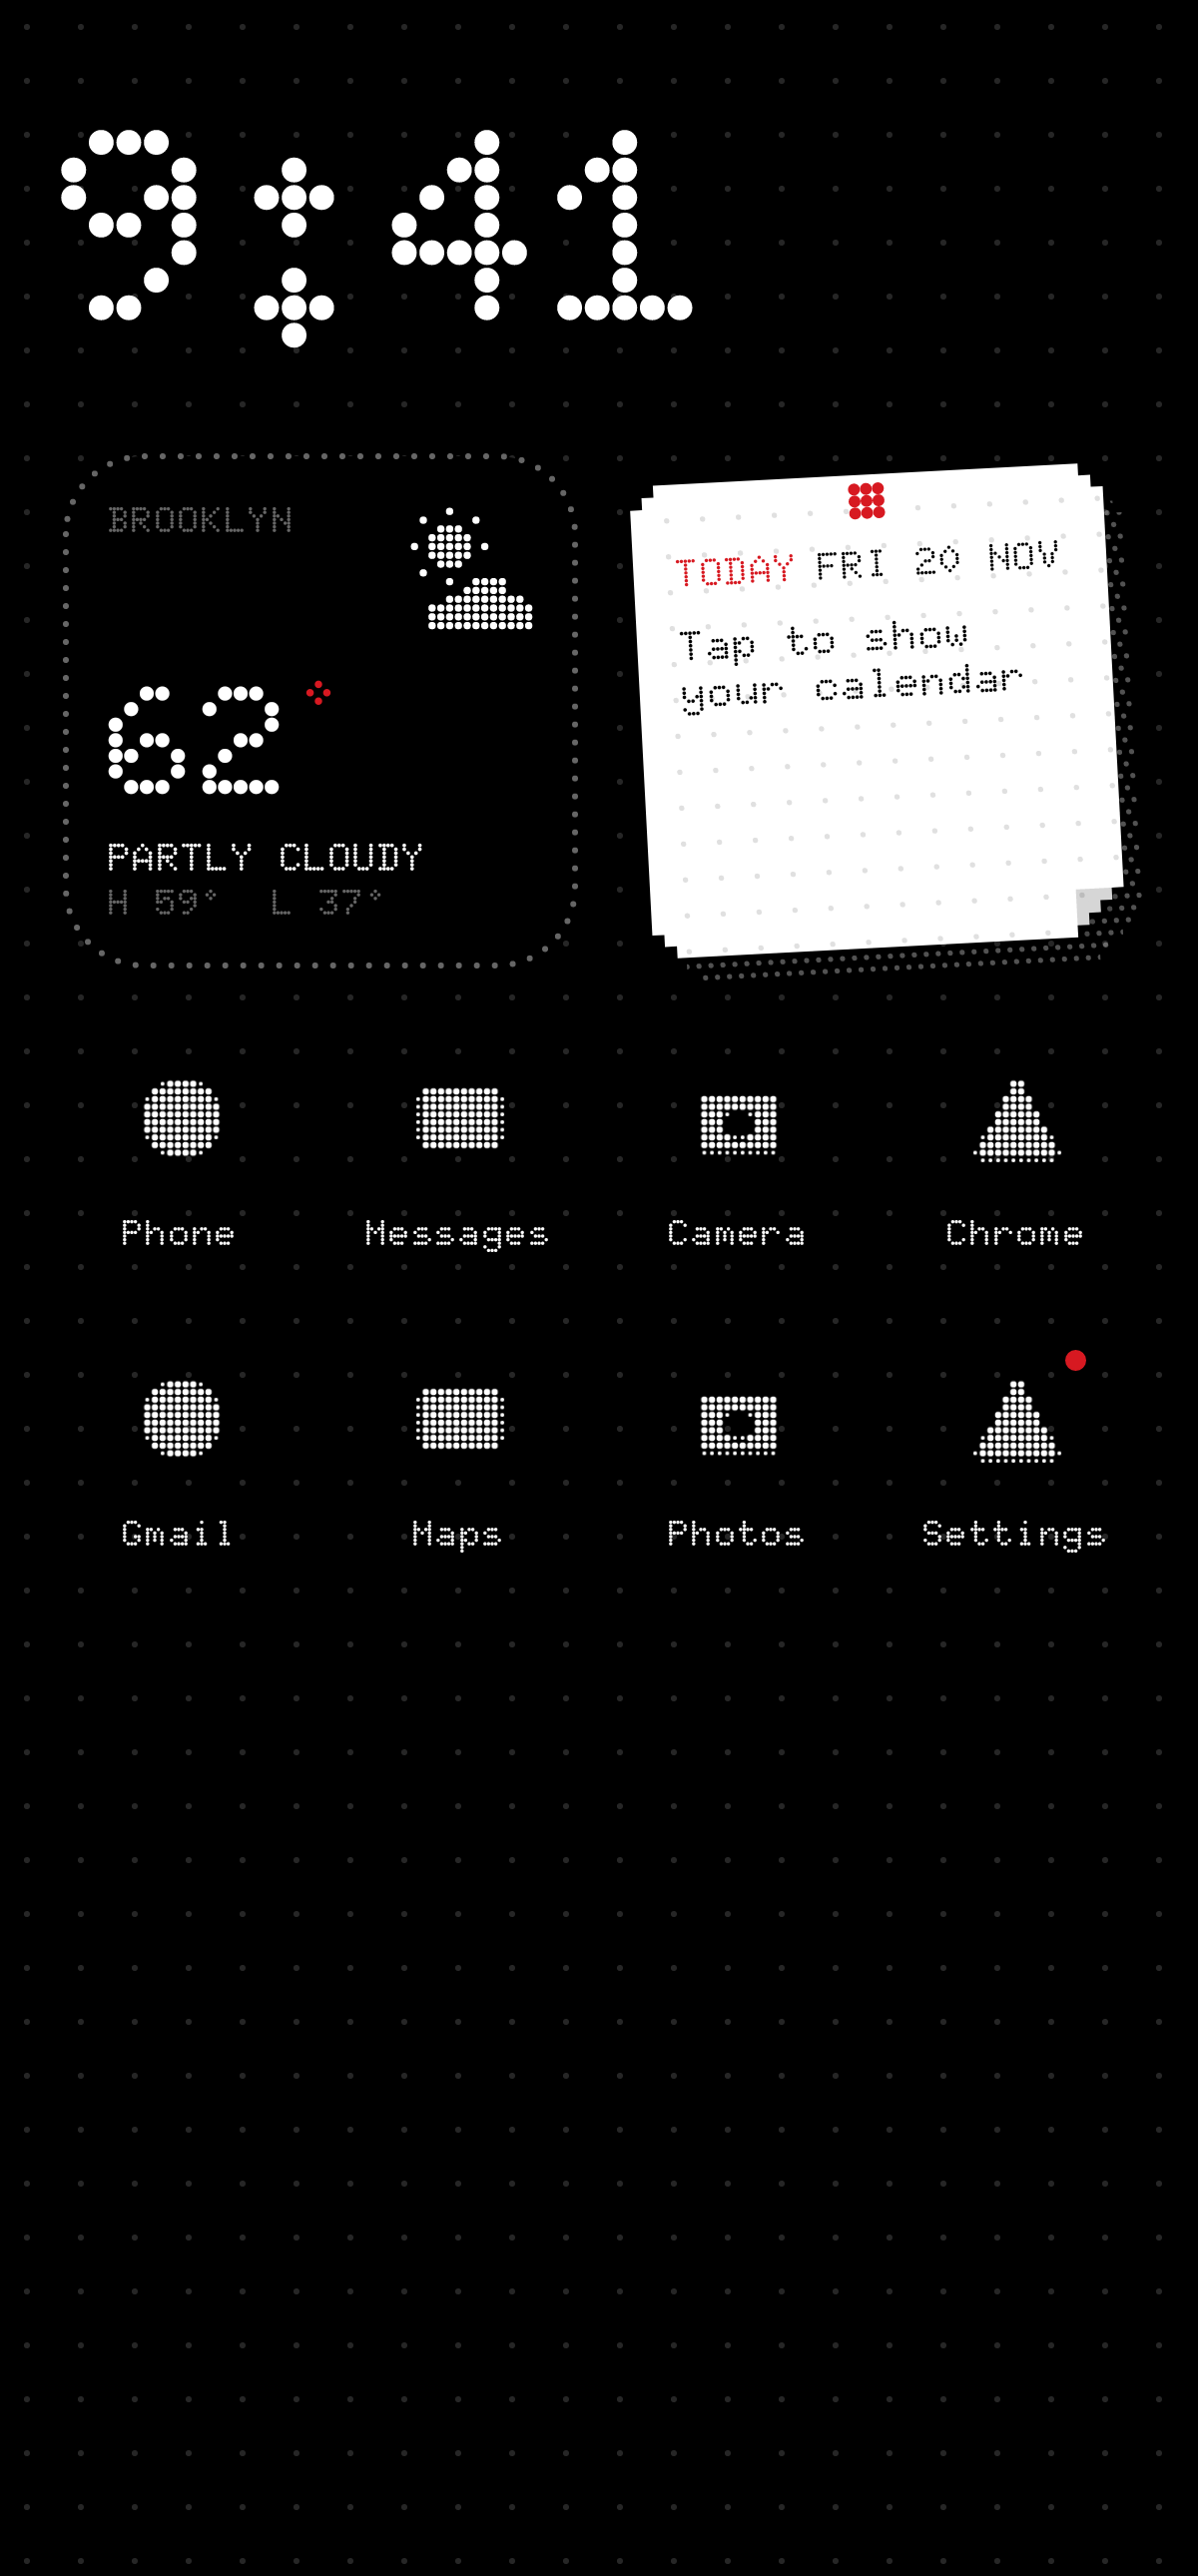 9:41
BROOKLYN
62°
PARTLY CLOUDY
H 59° L 37°
TODAY FRI 20 NOV
Tap to show
your calendar
Phone Messages Camera Chrome
Gmail Maps Photos Settings